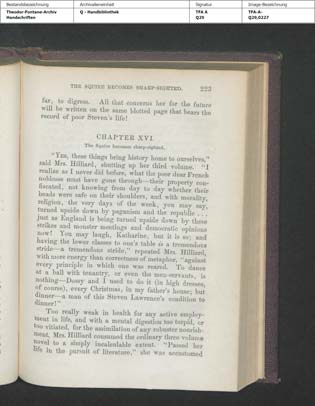 Bestandsbezeichnung Archivalieneinheit Signatur Image-Bezeichnung
Theodor-Fontane-Archiv Q - Handbibliothek TFA A TFA-A-
Handschriften Q29 Q29,0227
THE SQUIRE BECOMES SHARP-SIGHTED. 223
far, to digress. All that concerns her for the future
will be written on the same blotted page that bears the
record of poor Steven's life!
CHAPTER XVI.
The Squire becomes sharp-sighted.
"Yes, these things bring history home to ourselves,"
said Mrs. Hilliard, shutting up her third volume. "I
realize as I never did before, what the poor dear French
noblesse must have gone through—their property con-
fiscated, not knowing from day to day whether their
heads were safe on their shoulders, and with morality,
religion, the very days of the week, you may say,
turned upside down by paganism and the republic ...
just as England is being turned upside down by these
strikes and monster meetings and democratic opinions
now! You may laugh, Katharine, but it is so; and
having the lower classes to one's table is a tremendous
stride—a tremendous stride," repeated Mrs. Hilliard,
with more energy than correctness of metaphor, "against
every principle in which one was reared. To dance
at a ball with tenantry, or even the men-servants, is
nothing—Dossy and I used to do it (in high dresses,
of course), every Christmas, in my father's house; but
dinner—a man of this Steven Lawrence's condition to
dinner!"
Too really weak in health for any active employ-
ment in life, and with a mental digestion too torpid, or
too vitiated, for the assimilation of any robuster nourish-
ment, Mrs. Hilliard consumed the ordinary three volume
novel to a simply incalculable extent. "Passed her
life in the pursuit of literature," she was accustomed